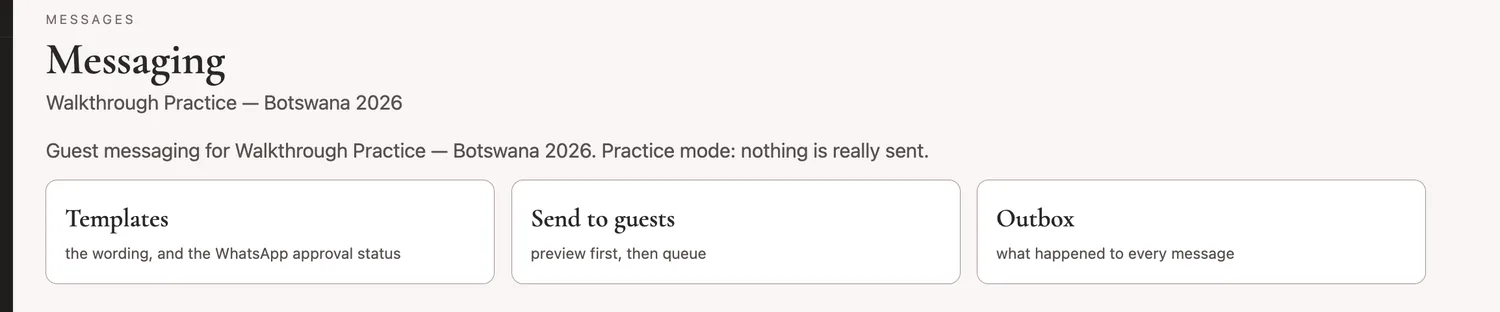 MESSAGES
Messaging
Walkthrough Practice — Botswana 2026
Guest messaging for Walkthrough Practice — Botswana 2026. Practice mode: nothing is really sent.
Templates
the wording, and the WhatsApp approval status
Send to guests
preview first, then queue
Outbox
what happened to every message